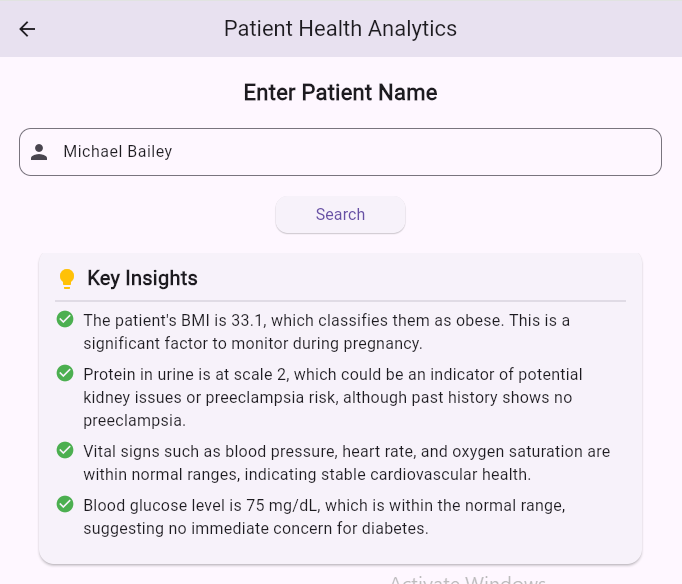 Patient Health Analytics
Enter Patient Name
Michael Bailey
Search
Key Insights
The patient's BMI is 33.1, which classifies them as obese. This is a
significant factor to monitor during pregnancy.
Protein in urine is at scale 2, which could be an indicator of potential
kidney issues or preeclampsia risk, although past history shows no
preeclampsia.
Vital signs such as blood pressure, heart rate, and oxygen saturation are
within normal ranges, indicating stable cardiovascular health.
Blood glucose level is 75 mg/dL, which is within the normal range,
suggesting no immediate concern for diabetes.
Activate Windows